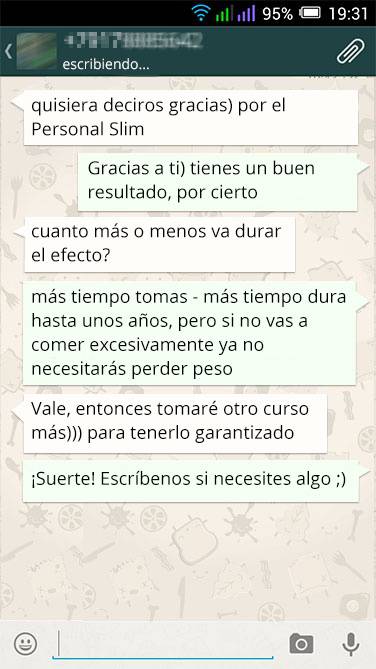 95% 19:31
escribiendo...
quisiera deciros gracias) por el
Personal Slim
Gracias a ti) tienes un buen
resultado, por cierto
cuanto más o menos va durar
el efecto?
más tiempo tomas - más tiempo dura
hasta unos años, pero si no vas a
comer excesivamente ya no
necesitarás perder peso
Vale, entonces tomaré otro curso
más))) para tenerlo garantizado
¡Suerte! Escríbenos si necesites algo ;)